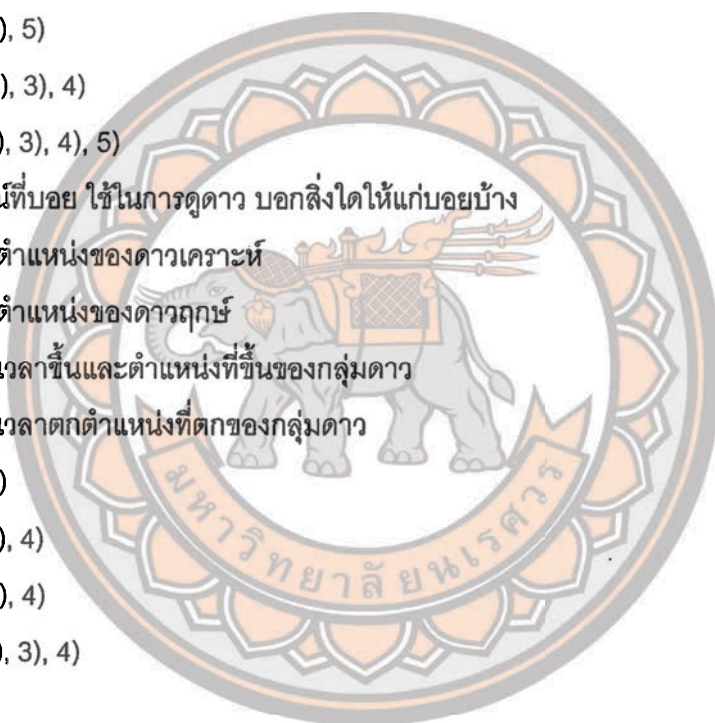 ), 5)
), 3), 4)
), 3), 4), 5)
น์ที่บอย ใช้ในการดูดาว บอกสิ่งใดให้แก่บอยบ้าง
ตำแหน่งของดาวเคราะห์
ตำแหน่งของดาวฤกษ์
เวลาขึ้นและตำแหน่งที่ขึ้นของกลุ่มดาว
เวลาตกตำแหน่งที่ตกของกลุ่มดาว
)
), 4)
), 4)
), 3), 4)
มหาวิทยาลัยนเรศวร